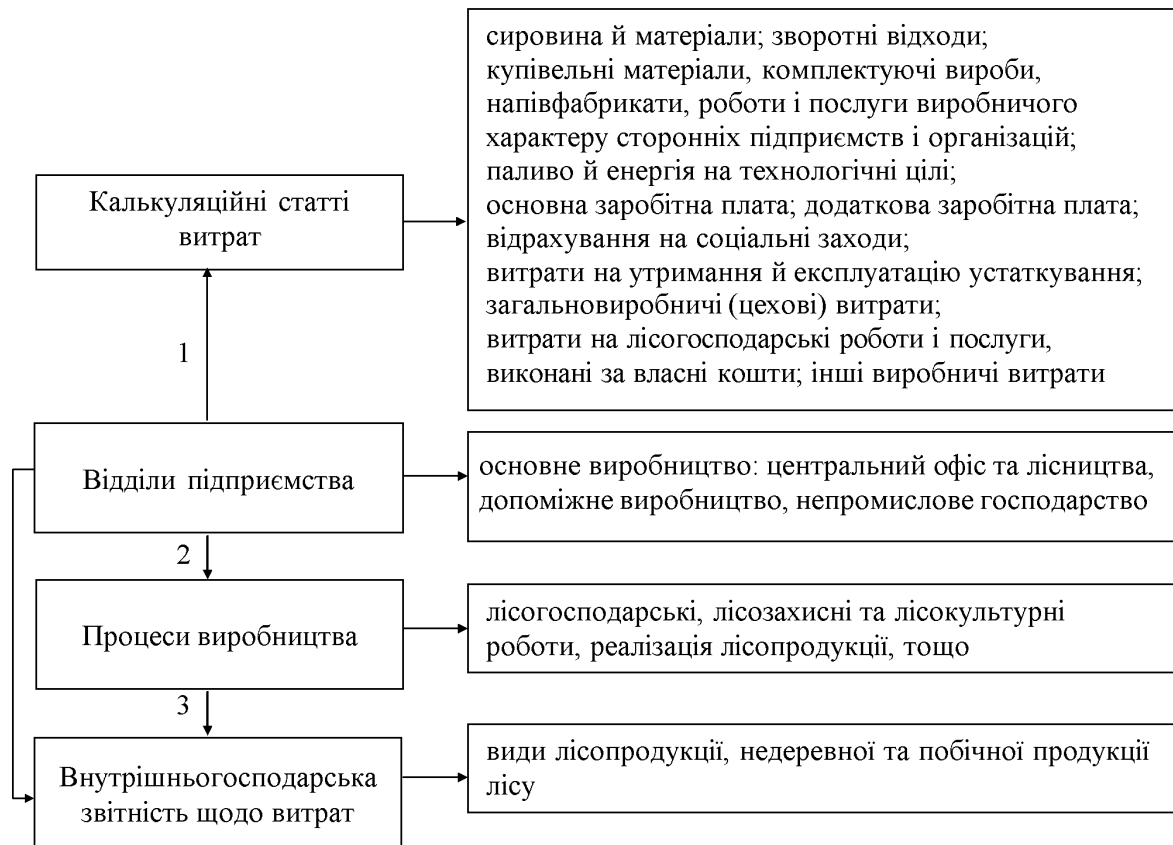 сировина й матеріали; зворотні відходи;
купівельні матеріали, комплектуючі вироби,
напівфабрикати, роботи і послуги виробничого
характеру сторонніх підприємств і організацій;
паливо й енергія на технологічні цілі;
основна заробітна плата; додаткова заробітна плата;
відрахування на соціальні заходи;
витрати на утримання й експлуатацію устаткування;
загальновиробничі (цехові) витрати;
витрати на лісогосподарські роботи і послуги,
виконані за власні кошти; інші виробничі витрати
Калькуляційні статті
витрат
1
Відділи підприємства
основне виробництво: центральний офіс та лісництва,
допоміжне виробництво, непромислове господарство
2
Процеси виробництва
лісогосподарські, лісозахисні та лісокультурні
роботи, реалізація лісопродукції, тощо
3
Внутрішньогосподарська
звітність щодо витрат
види лісопродукції, недеревної та побічної продукції
лісу